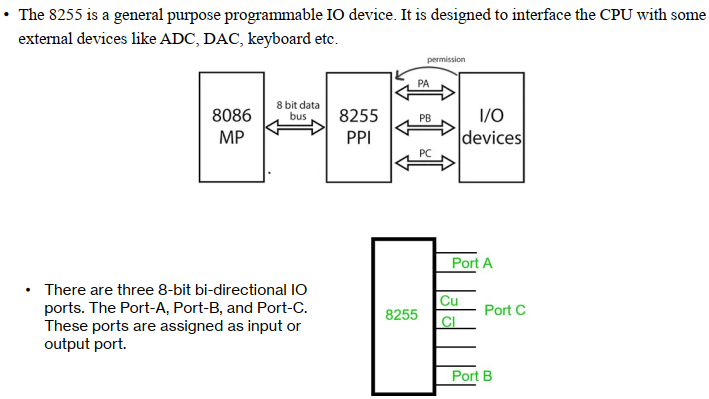 • The 8255 is a general purpose programmable IO device. It is designed to interface the CPU with some
external devices like ADC, DAC, keyboard etc.
permission
8086
MP
8 bit data
bus
8255
PPI
PA
PB
PC
I/O
devices
• There are three 8-bit bi-directional IO
ports. The Port-A, Port-B, and Port-C.
These ports are assigned as input or
output port.
8255
Port A
Cu
Cl
Port C
Port B